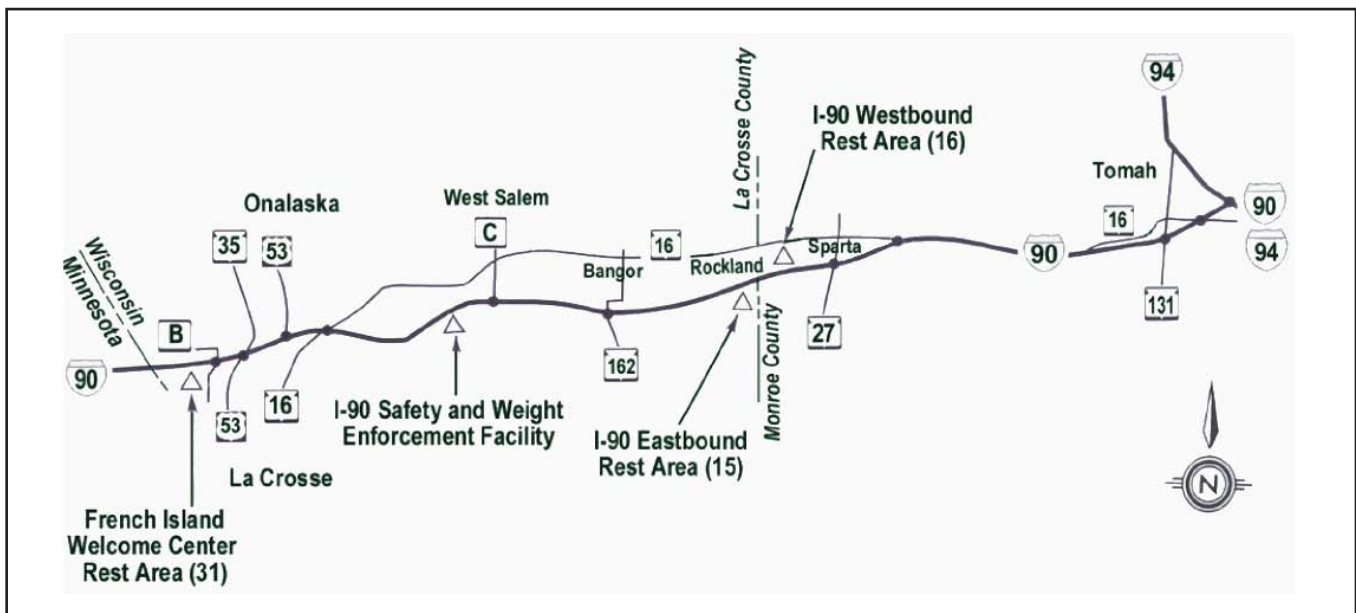 94
I-90 Westbound
Rest Area (16)
La Crosse County
Tomah
Onalaska
West Salem
35
53
C
16
16
90
94
Wisconsin
Minnesota
Bangor
Rockland
Sparta
90
B
90
53
16
162
27
131
I-90 Safety and Weight
Enforcement Facility
I-90 Eastbound
Rest Area (15)
Monroe County
La Crosse
French Island
Welcome Center
Rest Area (31)
N